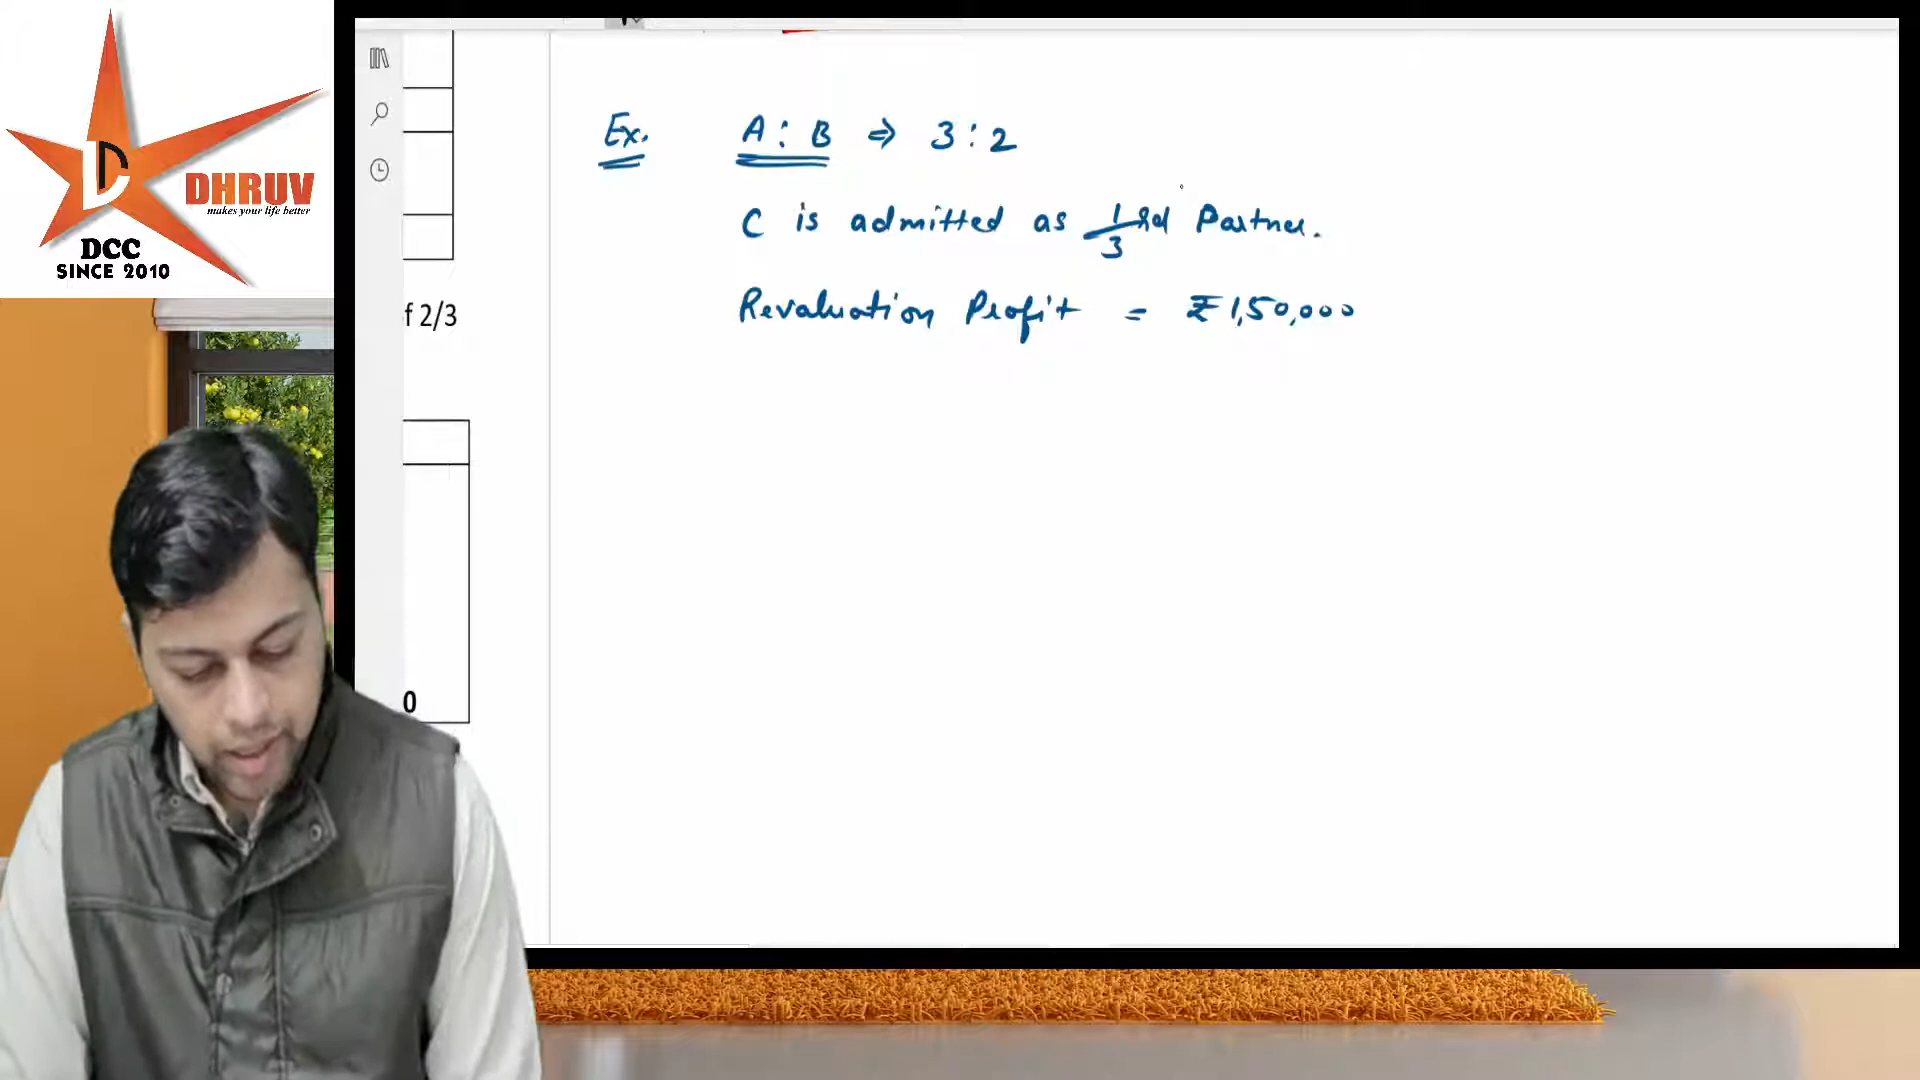 DHRUV
makes your life better
DCC
SINCE 2010
f 2/3
0
Ex. A : B ⇒ 3 : 2
C is admitted as 1/3rd Partner.
Revaluation Profit = ₹1,50,000